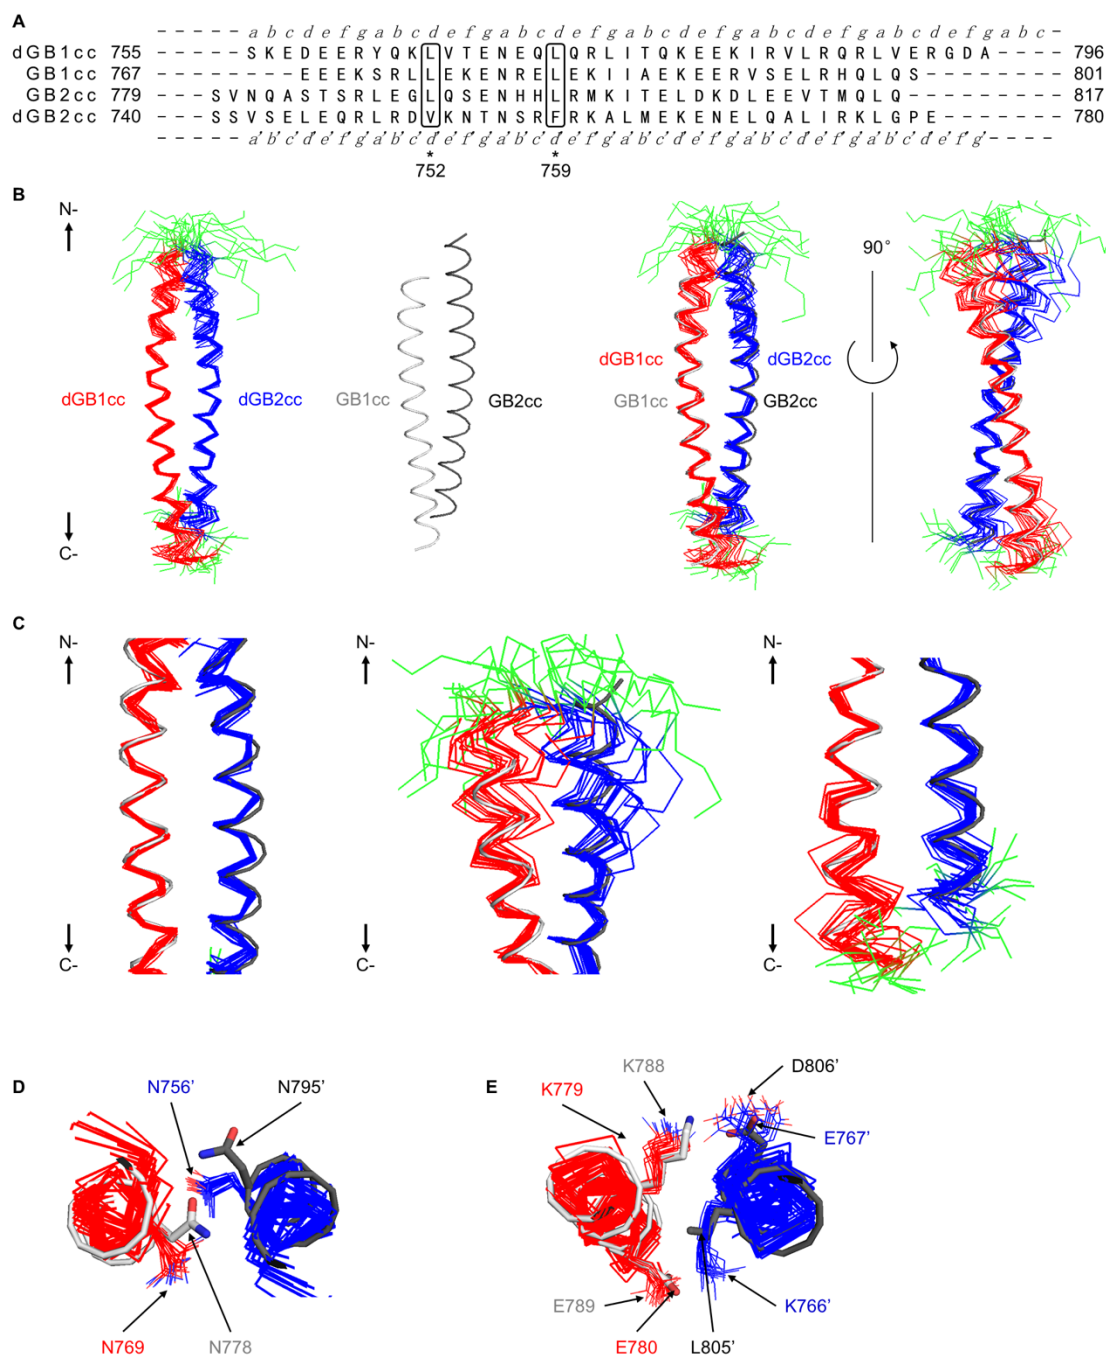 A
- - - - - a b c d e f g a b c d e f g a b c d e f g a b c d e f g a b c d e f g a b c d e f g a b c -
dGB1cc 755 - - - - - S K E D E E R Y Q K L V T E N E Q L Q R L I T Q K E E K I R V L R Q R L V E R G D A - - - - 796
GB1cc 767 - - - - - - - - E E E K S R L L E K E N R E L E K I I A E K E E R V S E L R H Q L Q S - - - - - - - - 801
GB2cc 779 - - - S V N Q A S T S R L E G L Q S E N H H L R M K I T E L D K D L E E V T M Q L Q - - - - - - - - - 817
dGB2cc 740 - - - S S V S E L E Q R L R D V K N T N S R F R K A L M E K E N E L Q A L I R K L G P E - - - - - - - 780
- - - - - a' b' c' d' e' f' g' a' b' c' d' e' f' g' a' b' c' d' e' f' g' a' b' c' d' e' f' g' a' b' c' d' e' f' g' a' b' c' d' e' f' g' - - - -
* *
752 759
B
N-
C-
dGB1cc
dGB2cc
GB1cc
GB2cc
dGB1cc
GB1cc
dGB2cc
GB2cc
90°
C
N-
C-
N-
C-
N-
C-
D
N756'
N795'
N769
N778
E
K788
K779
D806'
E767'
E789
E780
L805'
K766'